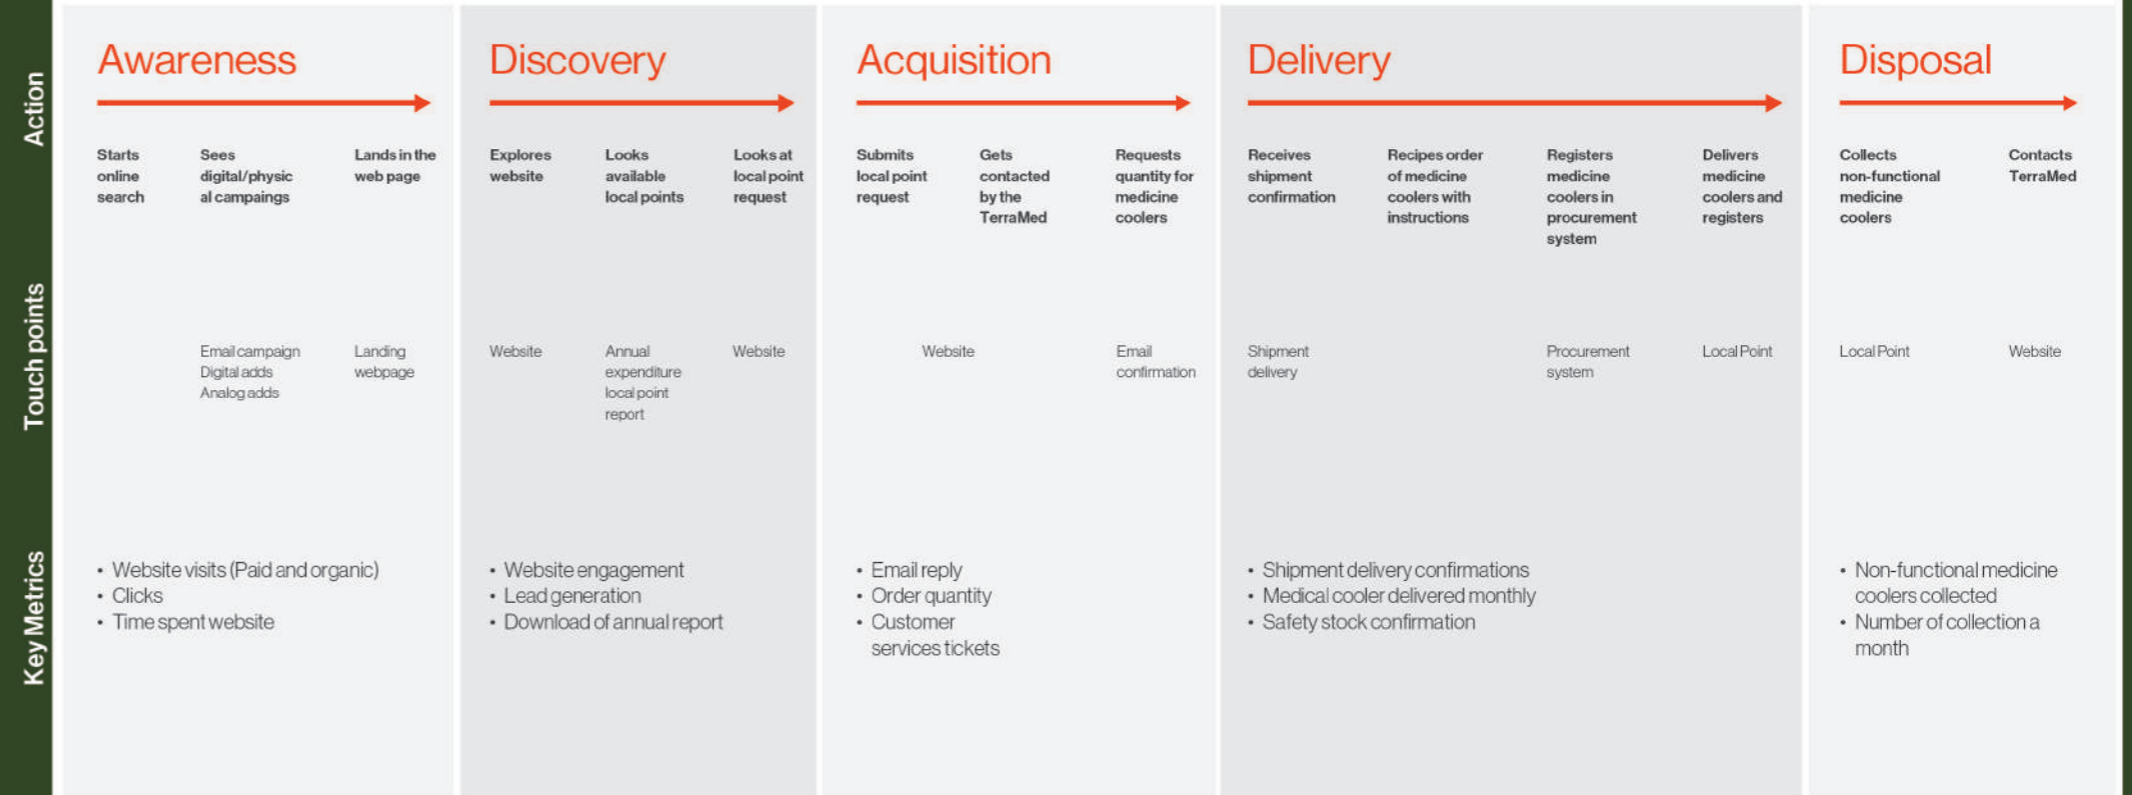 Action
Awareness
Starts
online
search
Sees
digital/physic
al campaings
Lands in the
web page
Discovery
Explores
website
Looks
available
local points
Looks at
local point
request
Acquisition
Submits
local point
request
Gets
contacted
by the
TerraMed
Requests
quantity for
medicine
coolers
Delivery
Receives
shipment
confirmation
Recipes order
of medicine
coolers with
instructions
Registers
medicine
coolers in
procurement
system
Delivers
medicine
coolers and
registers
Disposal
Collects
non-functional
medicine
coolers
Contacts
TerraMed
Touch points
Email campaign
Digital adds
Analog adds
Landing
webpage
Website
Annual
expenditure
local point
report
Website
Website
Email
confirmation
Shipment
delivery
Procurement
system
Local Point
Local Point
Website
Key Metrics
• Website visits (Paid and organic)
• Clicks
• Time spent website
• Website engagement
• Lead generation
• Download of annual report
• Email reply
• Order quantity
• Customer
services tickets
• Shipment delivery confirmations
• Medical cooler delivered monthly
• Safety stock confirmation
• Non-functional medicine
coolers collected
• Number of collection a
month